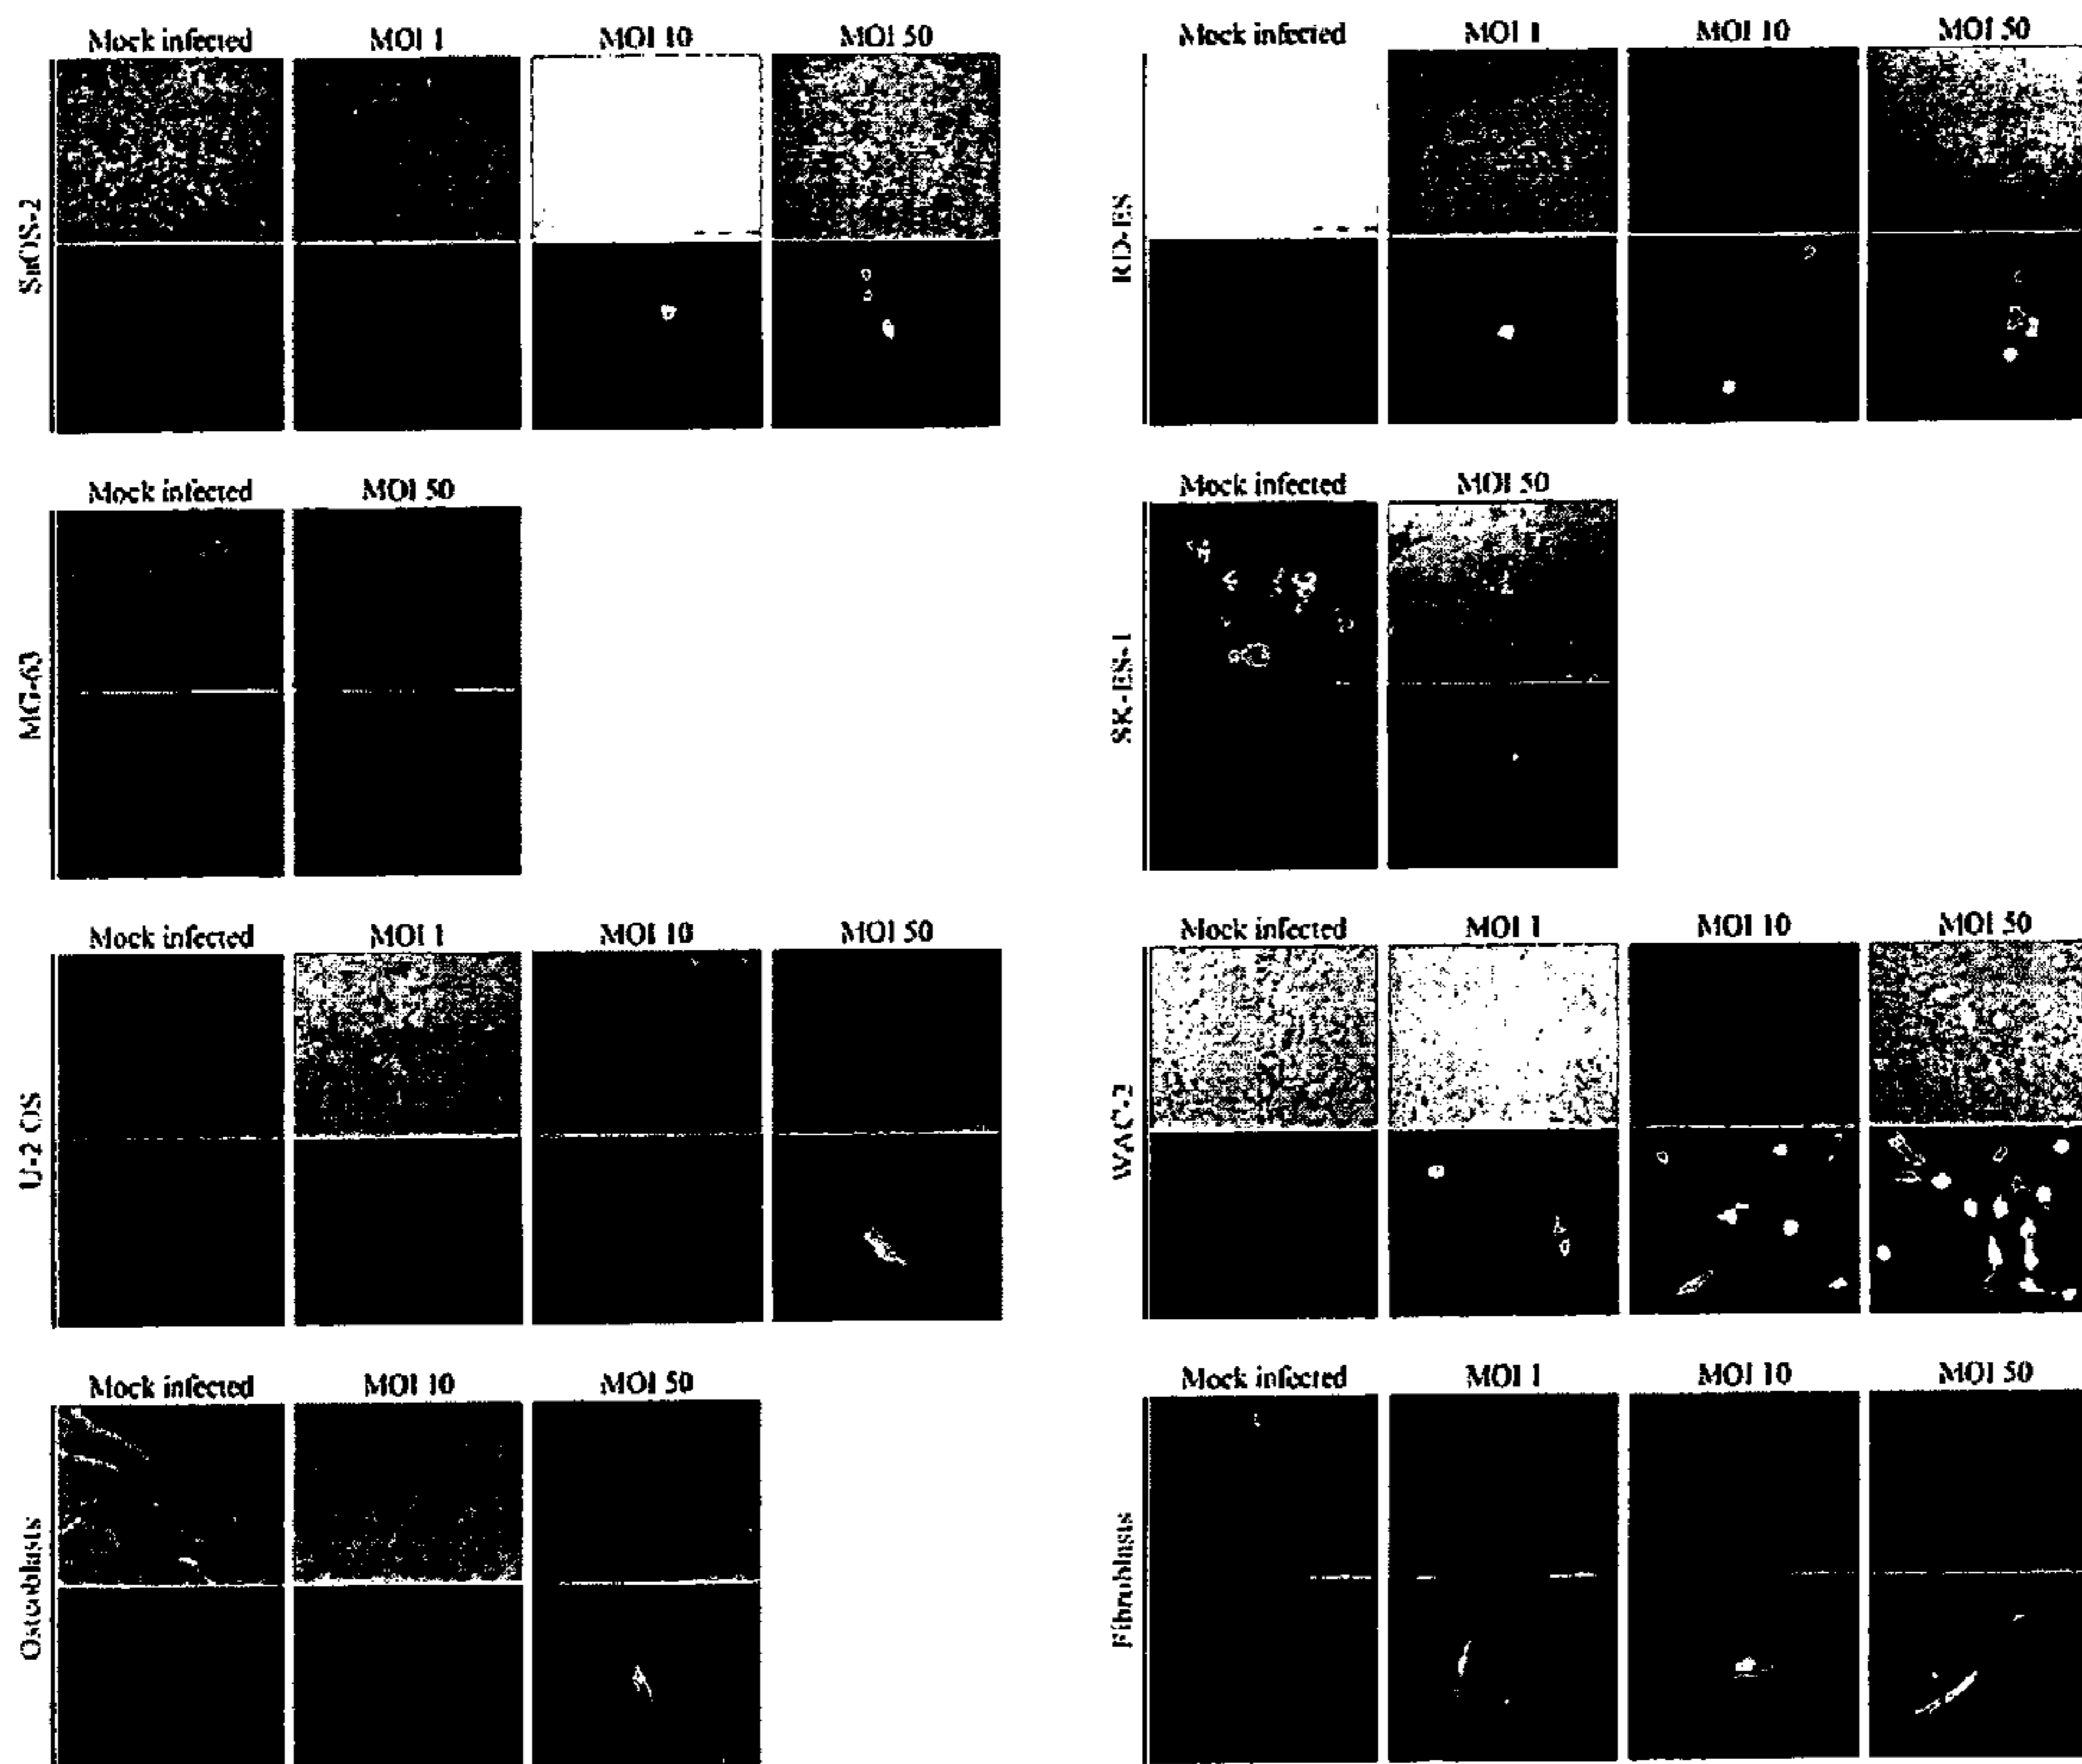 Mock infected MOI 1 MOI 10 MOI 50
SaOS-2
Mock infected MOI 1 MOI 10 MOI 50
RD-ES
Mock infected MOI 50
MG-63
Mock infected MOI 50
SK-ES-1
Mock infected MOI 1 MOI 10 MOI 50
U-2 OS
Mock infected MOI 1 MOI 10 MOI 50
WAC-2
Mock infected MOI 10 MOI 50
Osteoblasts
Mock infected MOI 1 MOI 10 MOI 50
Fibroblasts